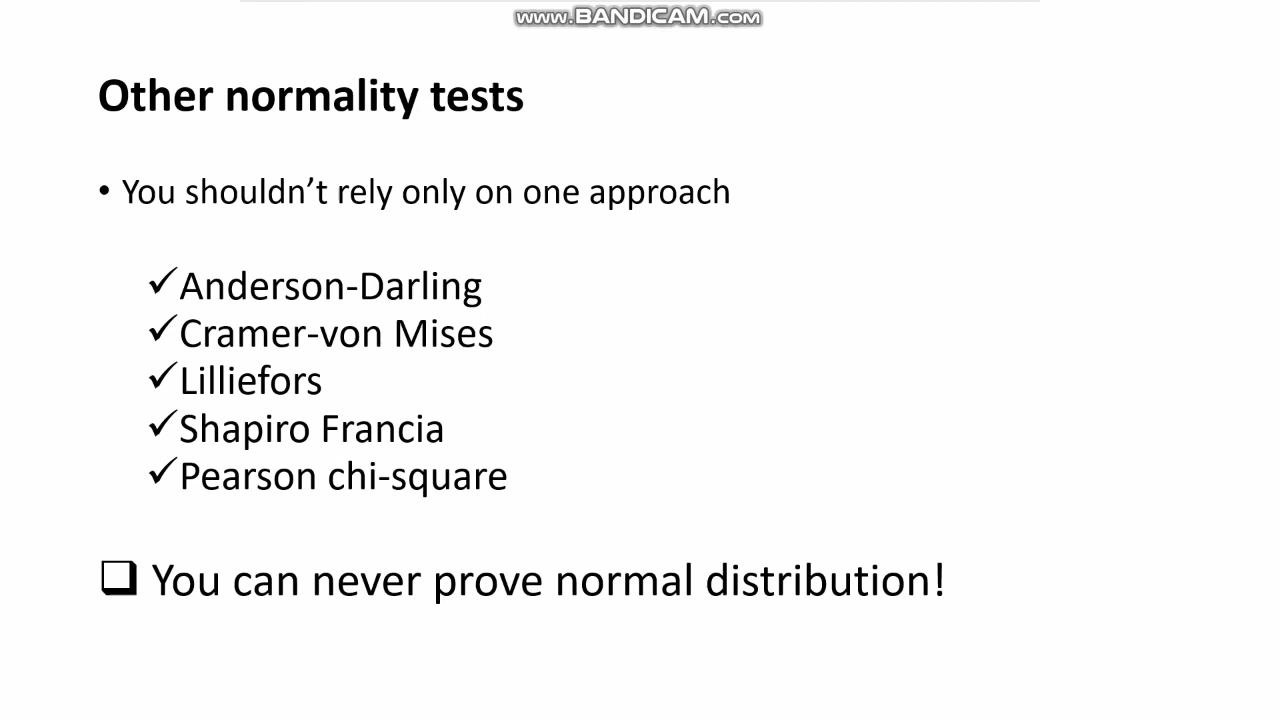 www.BANDICAM.com
Other normality tests
• You shouldn’t rely only on one approach
✓Anderson-Darling
✓Cramer-von Mises
✓Lilliefors
✓Shapiro Francia
✓Pearson chi-square
❑ You can never prove normal distribution!